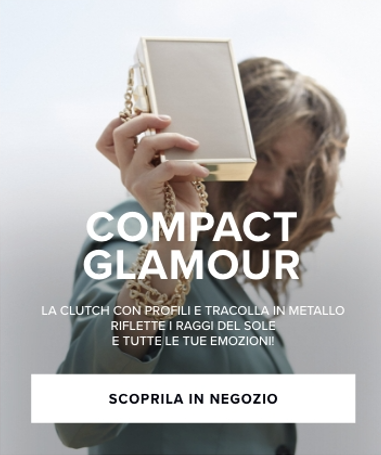 COMPACT
GLAMOUR
LA CLUTCH CON PROFILI E TRACOLLA IN METALLO
RIFLETTE I RAGGI DEL SOLE
E TUTTE LE TUE EMOZIONI!
SCOPRILA IN NEGOZIO